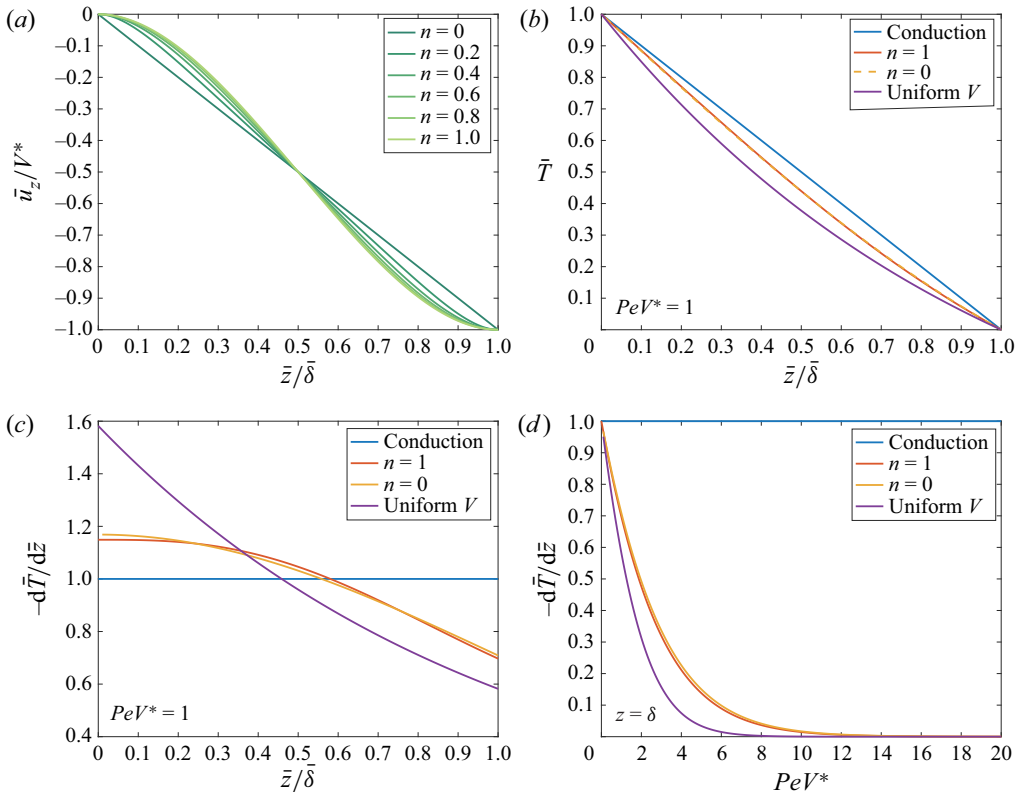 (a)
0
–0.1
–0.2
–0.3
–0.4
–0.5
–0.6
–0.7
–0.8
–0.9
–1.0
ū_z/V*
n = 0
n = 0.2
n = 0.4
n = 0.6
n = 0.8
n = 1.0
0 0.1 0.2 0.3 0.4 0.5 0.6 0.7 0.8 0.9 1.0
z̄/δ̄
(b)
1.0
0.9
0.8
0.7
0.6
0.5
0.4
0.3
0.2
0.1
T̄
Conduction
n = 1
n = 0
Uniform V
PeV* = 1
0 0.1 0.2 0.3 0.4 0.5 0.6 0.7 0.8 0.9 1.0
z̄/δ̄
(c)
1.6
1.4
1.2
1.0
0.8
0.6
0.4
–dT̄/dz̄
Conduction
n = 1
n = 0
Uniform V
PeV* = 1
0 0.1 0.2 0.3 0.4 0.5 0.6 0.7 0.8 0.9 1.0
z̄/δ̄
(d)
1.0
0.9
0.8
0.7
0.6
0.5
0.4
0.3
0.2
0.1
–dT̄/dz̄
Conduction
n = 1
n = 0
Uniform V
z = δ
0 2 4 6 8 10 12 14 16 18 20
PeV*